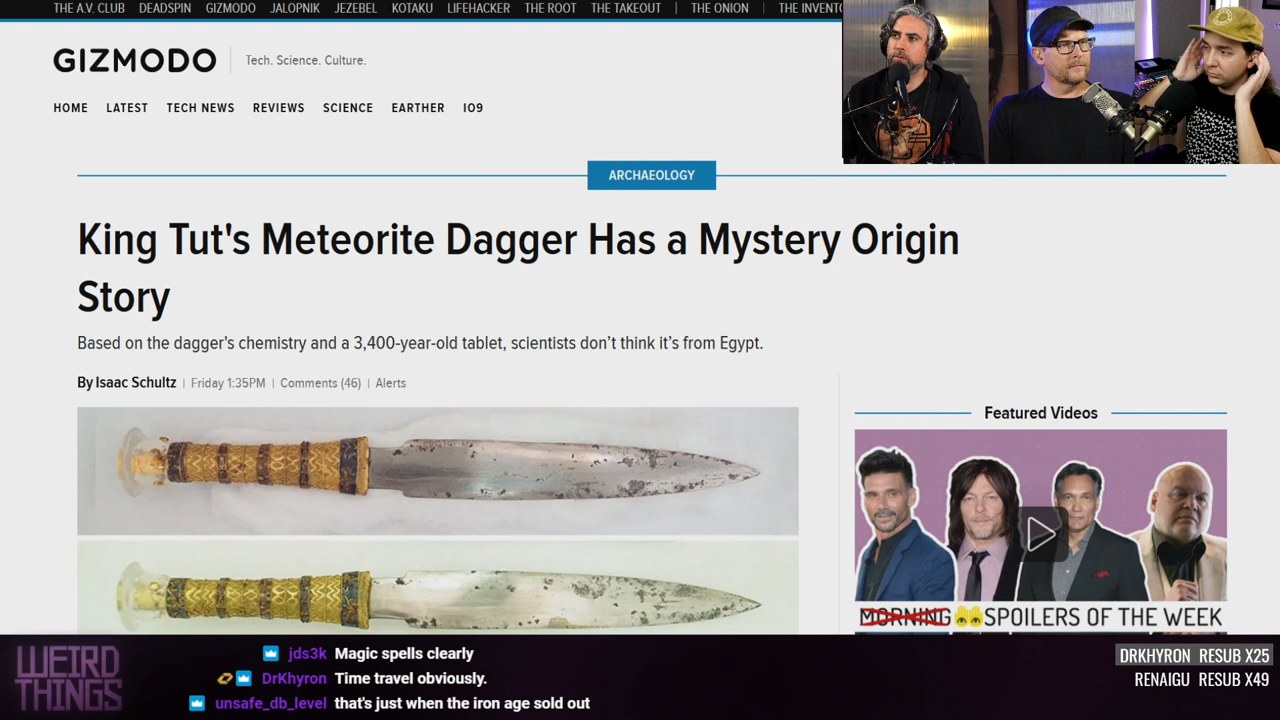 THE A.V. CLUB DEADSPIN GIZMODO JALOPNIK JEZEBEL KOTAKU LIFEHACKER THE ROOT THE TAKEOUT | THE ONION | THE INVENTO
GIZMODO Tech. Science. Culture.
HOME LATEST TECH NEWS REVIEWS SCIENCE EARTHER IO9
ARCHAEOLOGY
King Tut's Meteorite Dagger Has a Mystery Origin
Story
Based on the dagger's chemistry and a 3,400-year-old tablet, scientists don’t think it’s from Egypt.
By Isaac Schultz | Friday 1:35PM | Comments (46) | Alerts
Featured Videos
MORNING SPOILERS OF THE WEEK
WEIRD
THINGS
jds3k Magic spells clearly
DrKhyron Time travel obviously.
unsafe_db_level that's just when the iron age sold out
DRKHYRON RESUB X25
RENAIGU RESUB X49